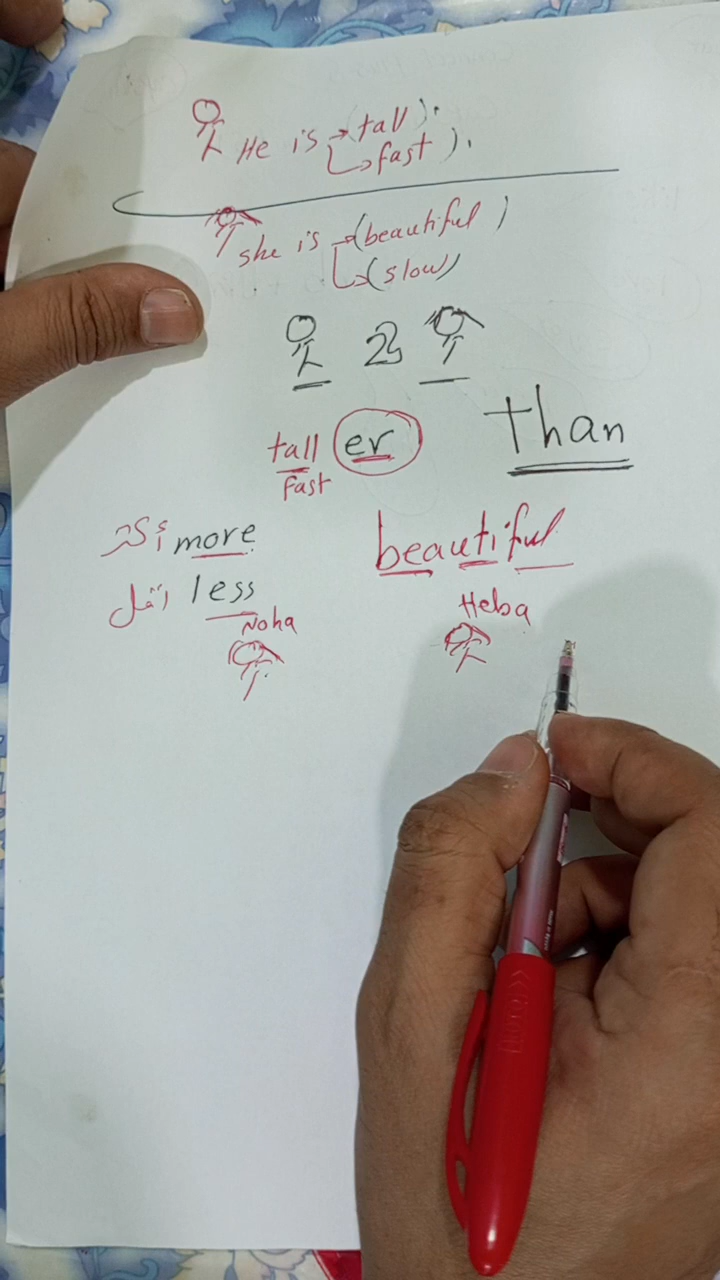 He is → (tall).
↳ fast ).
she is → (beautiful)
↳ (slow)
2
tall er than
Fast
أكثر more beautiful
أقل less
Noha Heba